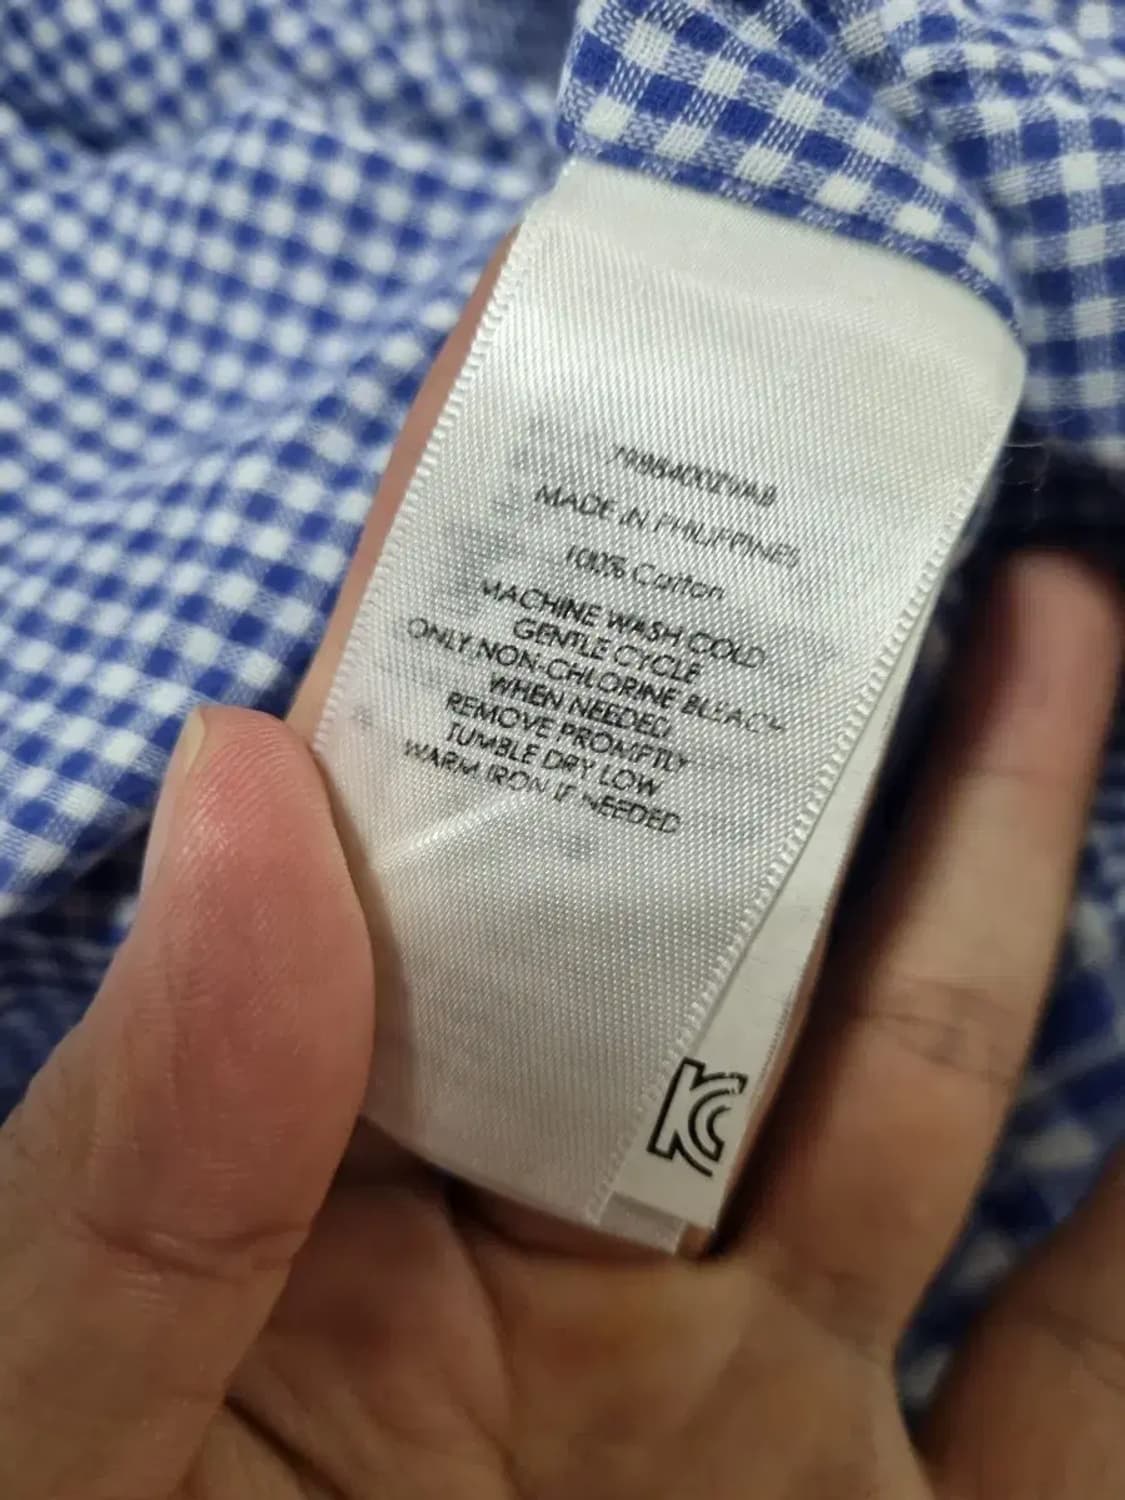 MADE IN PHILIPPINES
100% Cotton
MACHINE WASH COLD
GENTLE CYCLE
ONLY NON-CHLORINE BLEACH
WHEN NEEDED
REMOVE PROMPTLY
TUMBLE DRY LOW
WARM IRON IF NEEDED
KC